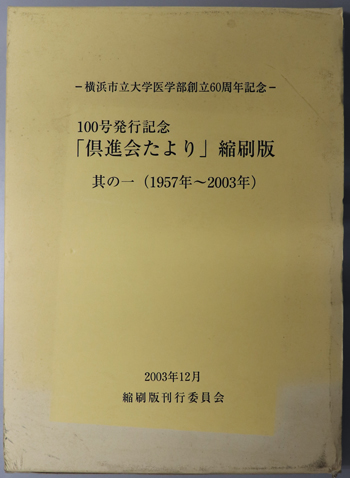 −横浜市立大学医学部創立60周年記念−
100号発行記念
「倶進会たより」縮刷版
其の一（1957年〜2003年）
2003年12月
縮刷版刊行委員会